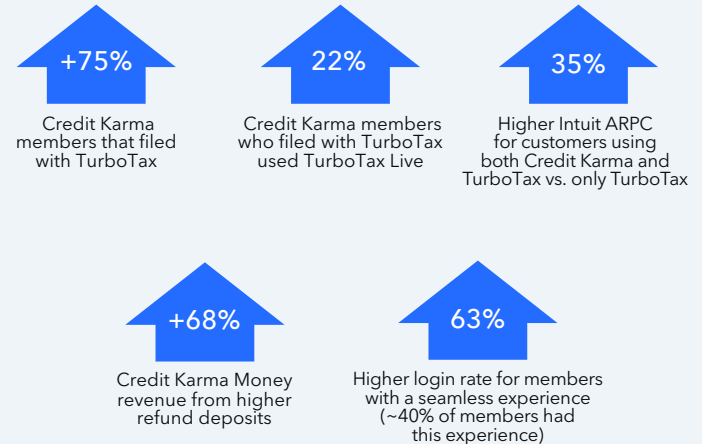 +75%
Credit Karma
members that filed
with TurboTax
22%
Credit Karma members
who filed with TurboTax
used TurboTax Live
35%
Higher Intuit ARPC
for customers using
both Credit Karma and
TurboTax vs. only TurboTax
+68%
Credit Karma Money
revenue from higher
refund deposits
63%
Higher login rate for members
with a seamless experience
(~40% of members had
this experience)